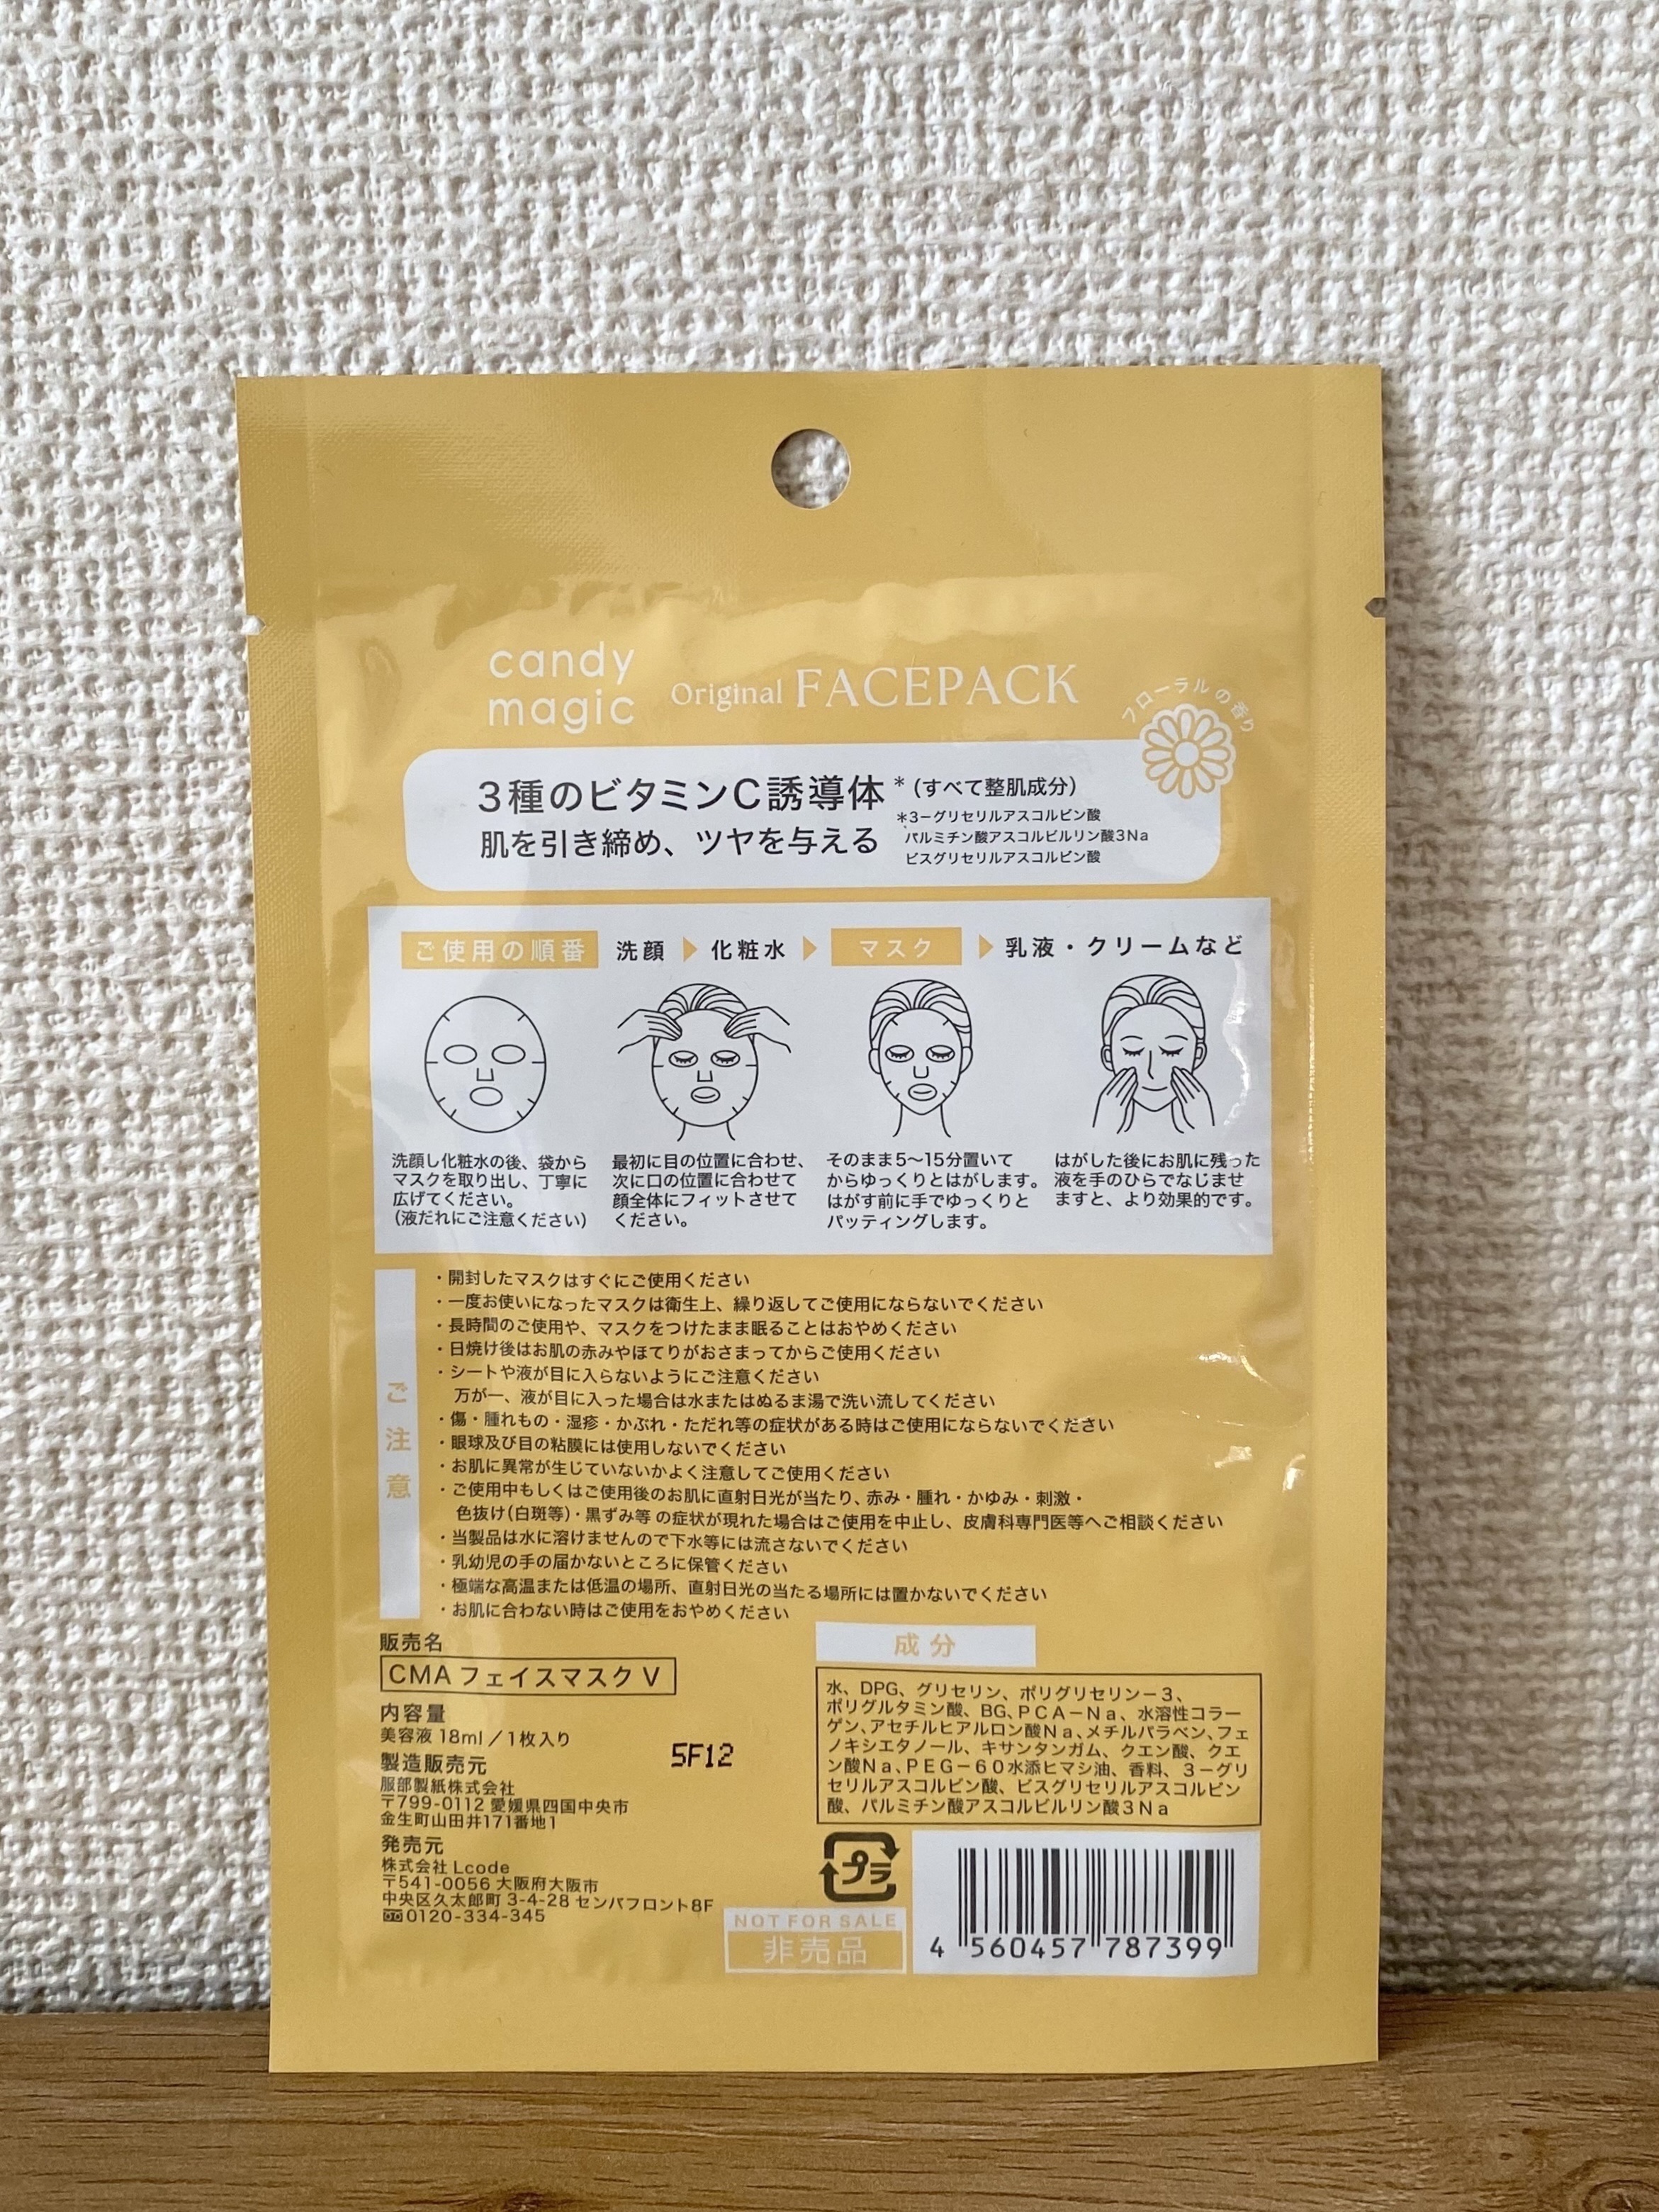 candy
magic
Original FACEPACK
フローラルの香り
3種のビタミンC誘導体*(すべて整肌成分)
肌を引き締め、ツヤを与える
*3-グリセリルアスコルビン酸
パルミチン酸アスコルビルリン酸3Na
ビスグリセリルアスコルビン酸
ご使用の順番 洗顔 化粧水 マスク 乳液・クリームなど
洗顔し化粧水の後、袋から
マスクを取り出し、丁寧に
広げてください。
(液だれにご注意ください)
最初に目の位置に合わせ、
次に口の位置に合わせて
顔全体にフィットさせて
ください。
そのまま5〜15分置いて
からゆっくりとはがします。
はがす前に手でゆっくりと
パッティングします。
はがした後にお肌に残った
液を手のひらでなじませ
ますと、より効果的です。
ご注意
・開封したマスクはすぐにご使用ください
・一度お使いになったマスクは衛生上、繰り返してご使用にならないでください
・長時間のご使用や、マスクをつけたまま眠ることはおやめください
・日焼け後はお肌の赤みやほてりがおさまってからご使用ください
・シートや液が目に入らないようにご注意ください
万が一、液が目に入った場合は水またはぬるま湯で洗い流してください
・傷・腫れもの・湿疹・かぶれ・ただれ等の症状がある時はご使用にならないでください
・眼球及び目の粘膜には使用しないでください
・お肌に異常が生じていないかよく注意してご使用ください
・ご使用中もしくはご使用後のお肌に直射日光が当たり、赤み・腫れ・かゆみ・刺激・
色抜け(白斑等)・黒ずみ等の症状が現れた場合はご使用を中止し、皮膚科専門医等へご相談ください
・当製品は水に溶けませんので下水等には流さないでください
・乳幼児の手の届かないところに保管ください
・極端な高温または低温の場所、直射日光の当たる場所には置かないでください
・お肌に合わない時はご使用をおやめください
販売名
CMA フェイスマスク V
内容量
美容液 18ml / 1枚入り
製造販売元
服部製紙株式会社
〒799-0112 愛媛県四国中央市
金生町山田井171番地1
発売元
株式会社 Lcode
〒541-0056 大阪府大阪市
中央区久太郎町 3-4-28 センバフロント8F
0120-334-345
5F12
成分
水、DPG、グリセリン、ポリグリセリン-3、
ポリグルタミン酸、BG、PCA-Na、水溶性コラー
ゲン、アセチルヒアルロン酸Na、メチルパラベン、フェ
ノキシエタノール、キサンタンガム、クエン酸、クエ
ン酸Na、PEG-60水添ヒマシ油、香料、3-グリ
セリルアスコルビン酸、ビスグリセリルアスコルビン
酸、パルミチン酸アスコルビルリン酸3Na
プラ
NOT FOR SALE
非売品
4 560457 787399